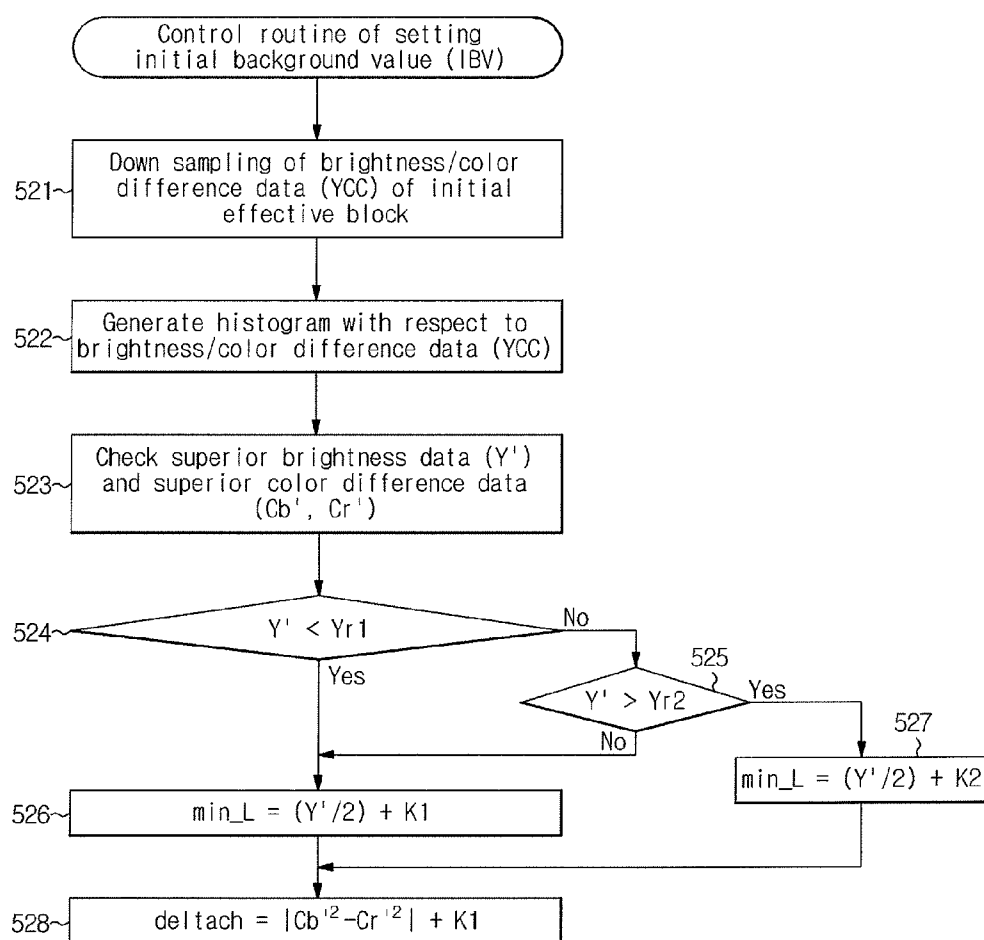 Control routine of setting
initial background value (IBV)
521
Down sampling of brightness/color
difference data (YCC) of initial
effective block
522
Generate histogram with respect to
brightness/color difference data (YCC)
523
Check superior brightness data (Y')
and superior color difference data
(Cb', Cr')
524
Y' < Yr1
No
Yes
525
Y' > Yr2
Yes
No
527
min_L = (Y'/2) + K2
526
min_L = (Y'/2) + K1
528
deltach = |Cb'²-Cr'²| + K1